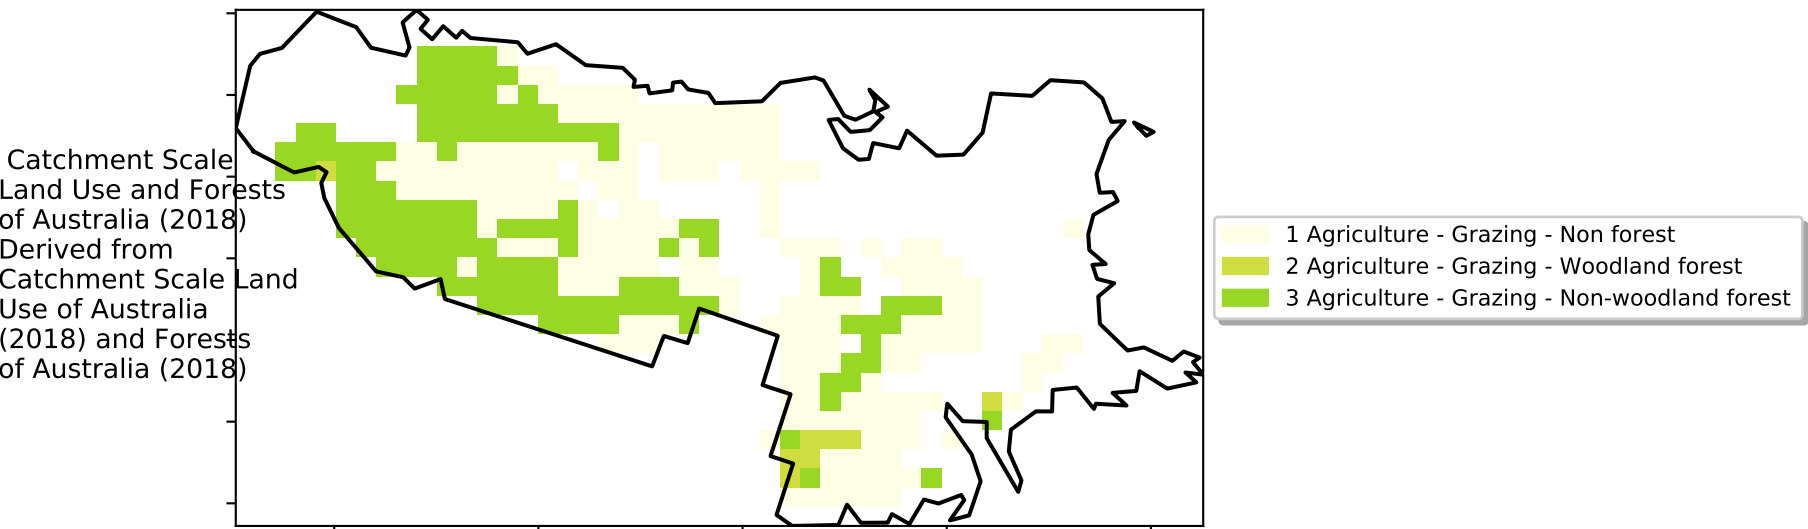 Catchment Scale
Land Use and Forests
of Australia (2018)
Derived from
Catchment Scale Land
Use of Australia
(2018) and Forests
of Australia (2018)
1 Agriculture - Grazing - Non forest
2 Agriculture - Grazing - Woodland forest
3 Agriculture - Grazing - Non-woodland forest